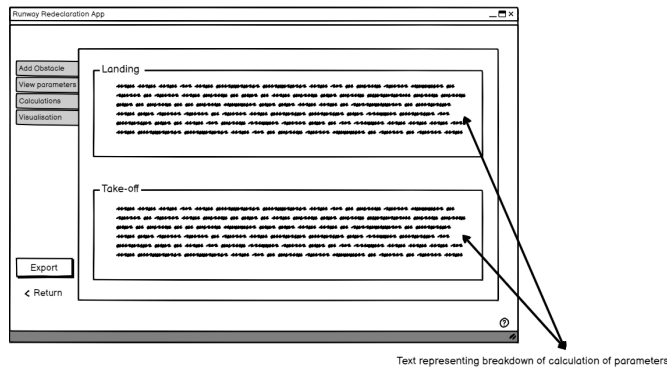 Runway Redeclaration App
Add Obstacle
View parameters
Calculations
Visualisation
Landing
Take-off
Export
< Return
?
Text representing breakdown of calculation of parameters